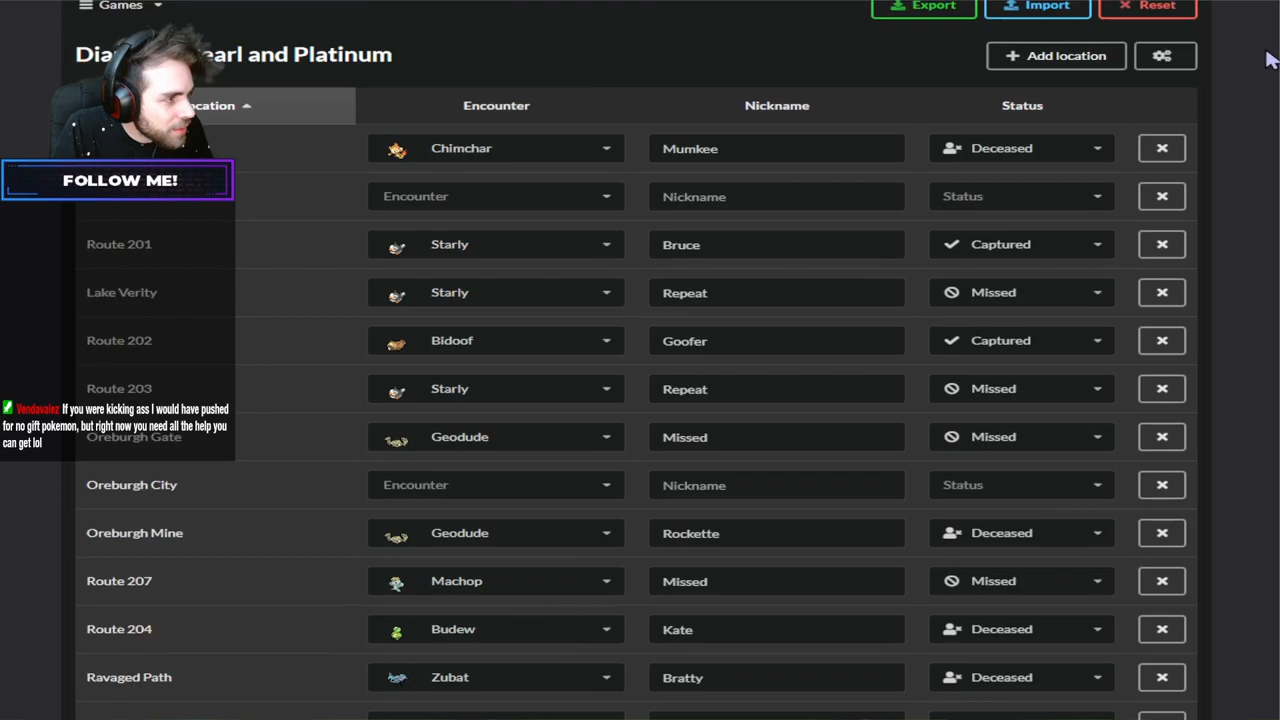 Games Export Import Reset
Dia earl and Platinum Add location
ocation Encounter Nickname Status
Chimchar Mumkee Deceased
FOLLOW ME!
Encounter Nickname Status
Route 201 Starly Bruce Captured
Lake Verity Starly Repeat Missed
Route 202 Bidoof Goofer Captured
Route 203 Starly Repeat Missed
Vendavalez If you were kicking ass I would have pushed
for no gift pokemon, but right now you need all the help you
can get lol
Oreburgh Gate Geodude Missed Missed
Oreburgh City Encounter Nickname Status
Oreburgh Mine Geodude Rockette Deceased
Route 207 Machop Missed Missed
Route 204 Budew Kate Deceased
Ravaged Path Zubat Bratty Deceased